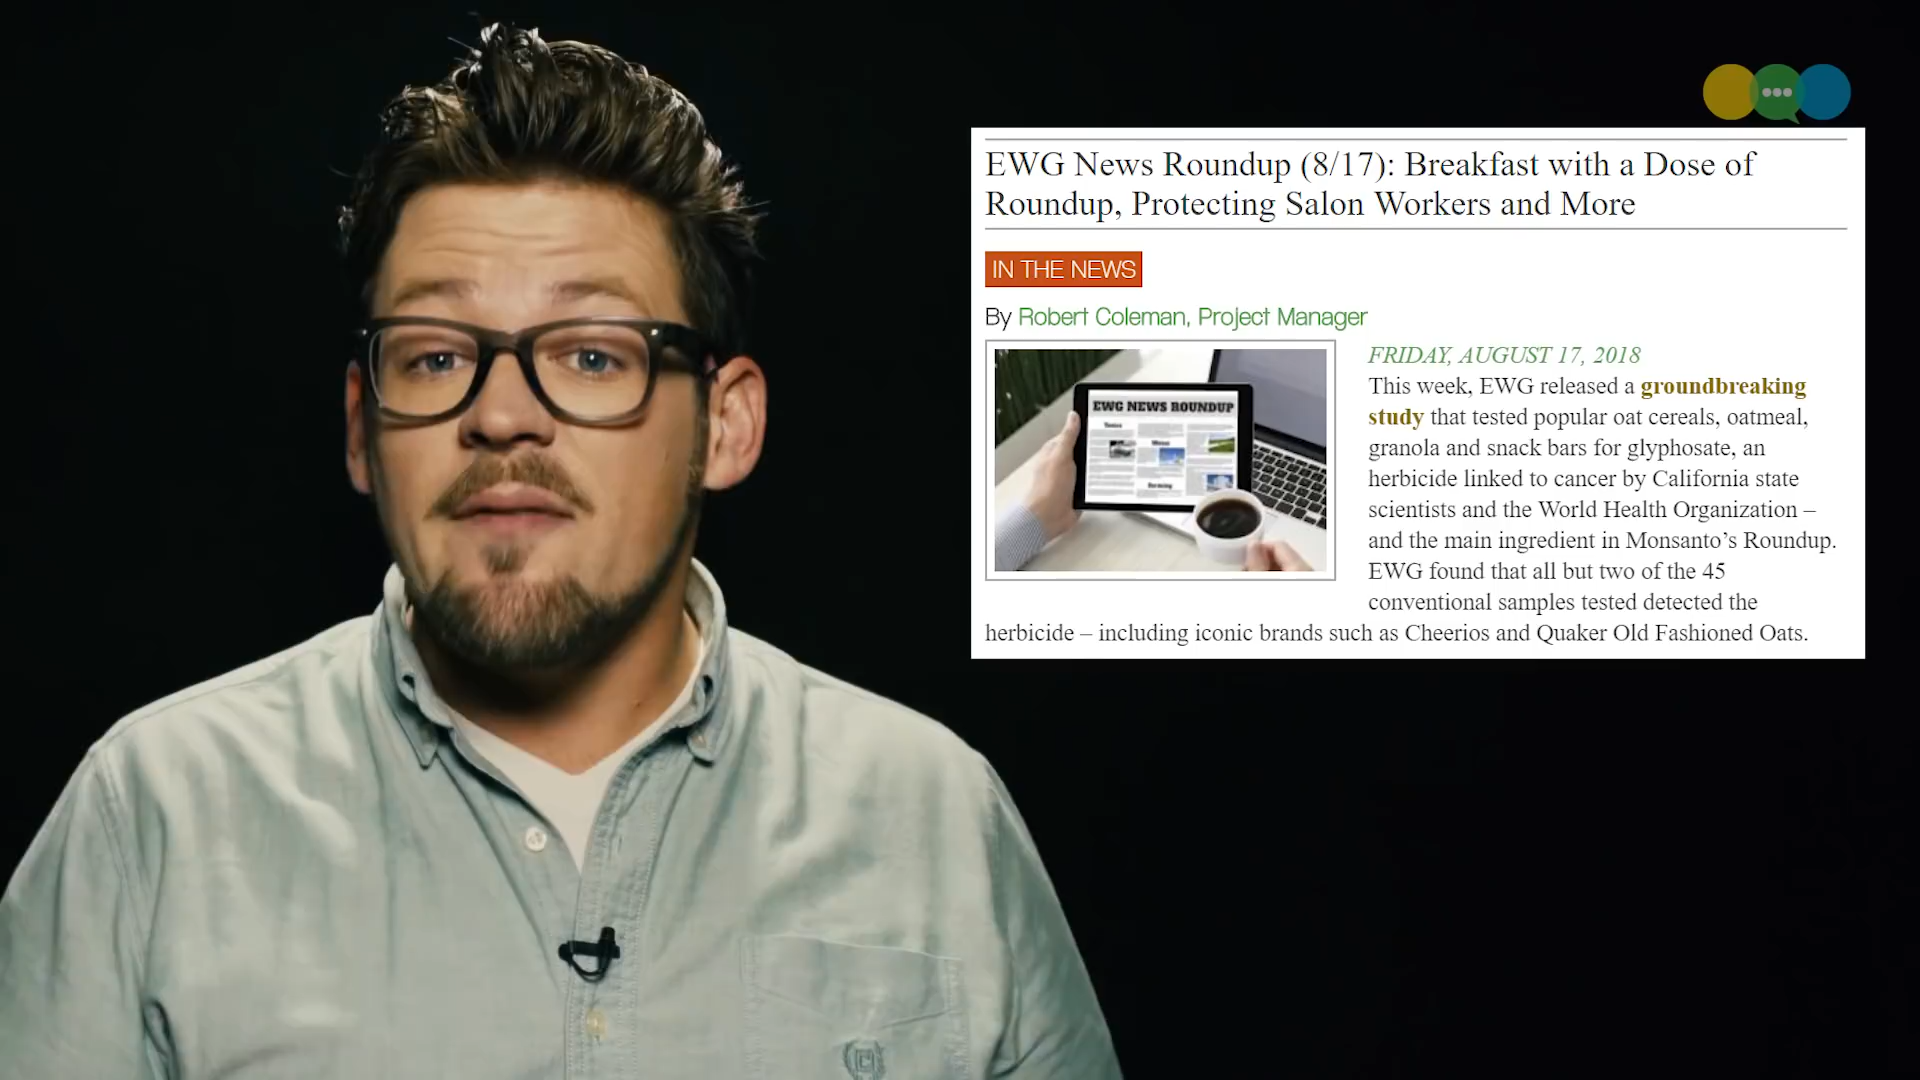 EWG News Roundup (8/17): Breakfast with a Dose of
Roundup, Protecting Salon Workers and More
IN THE NEWS
By Robert Coleman, Project Manager
EWG NEWS ROUNDUP
FRIDAY, AUGUST 17, 2018
This week, EWG released a groundbreaking
study that tested popular oat cereals, oatmeal,
granola and snack bars for glyphosate, an
herbicide linked to cancer by California state
scientists and the World Health Organization –
and the main ingredient in Monsanto’s Roundup.
EWG found that all but two of the 45
conventional samples tested detected the
herbicide – including iconic brands such as Cheerios and Quaker Old Fashioned Oats.